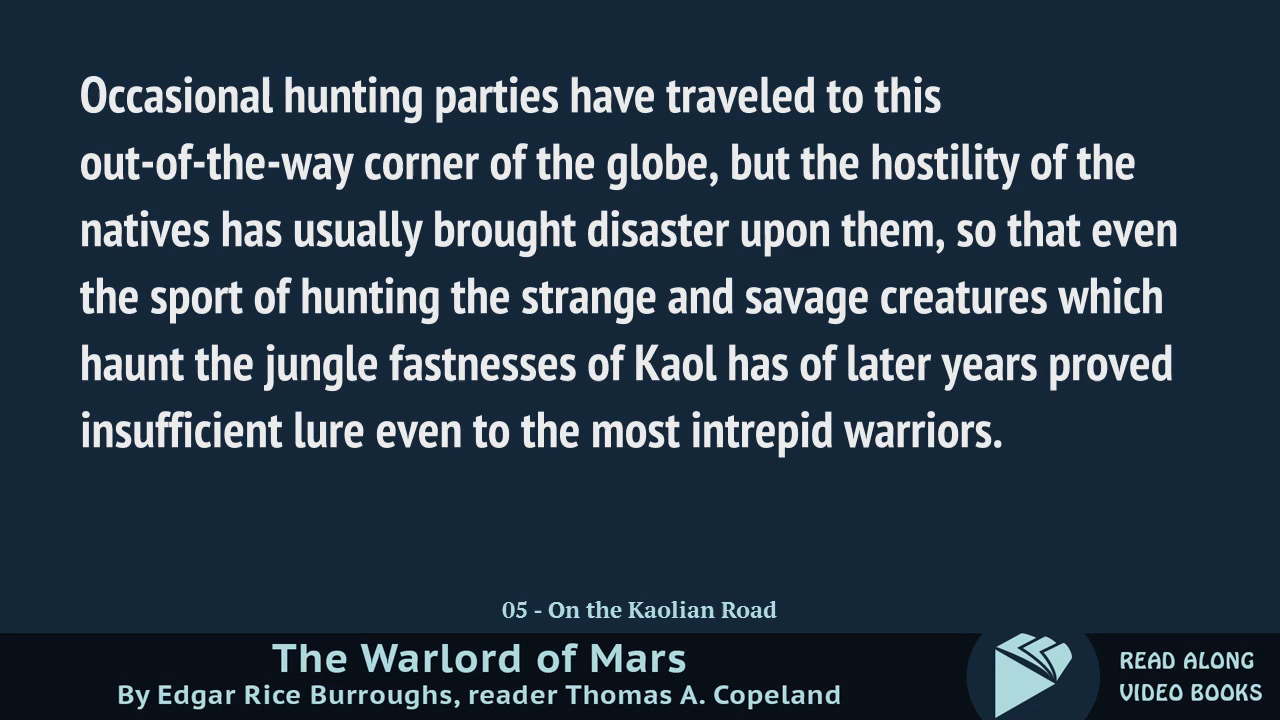 Occasional hunting parties have traveled to this
out-of-the-way corner of the globe, but the hostility of the
natives has usually brought disaster upon them, so that even
the sport of hunting the strange and savage creatures which
haunt the jungle fastnesses of Kaol has of later years proved
insufficient lure even to the most intrepid warriors.
05 - On the Kaolian Road
The Warlord of Mars
By Edgar Rice Burroughs, reader Thomas A. Copeland
READ ALONG
VIDEO BOOKS